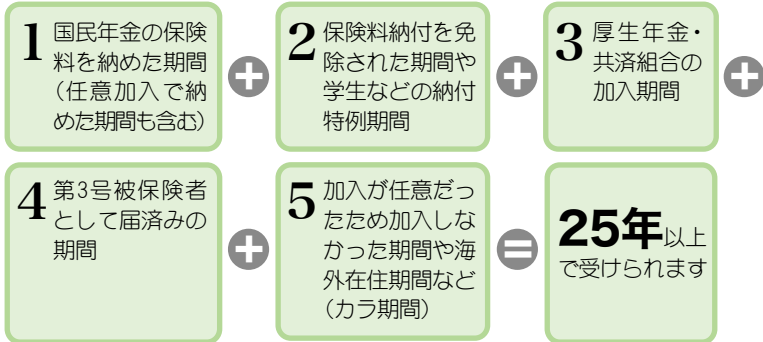 1 国民年金の保険
料を納めた期間
（任意加入で納
めた期間も含む）
+
2 保険料納付を免
除された期間や
学生などの納付
特例期間
+
3 厚生年金・
共済組合の
加入期間
+
4 第3号被保険者
として届済みの
期間
+
5 加入が任意だっ
たため加入しな
かった期間や海
外在住期間など
（カラ期間）
=
25年以上
で受けられます